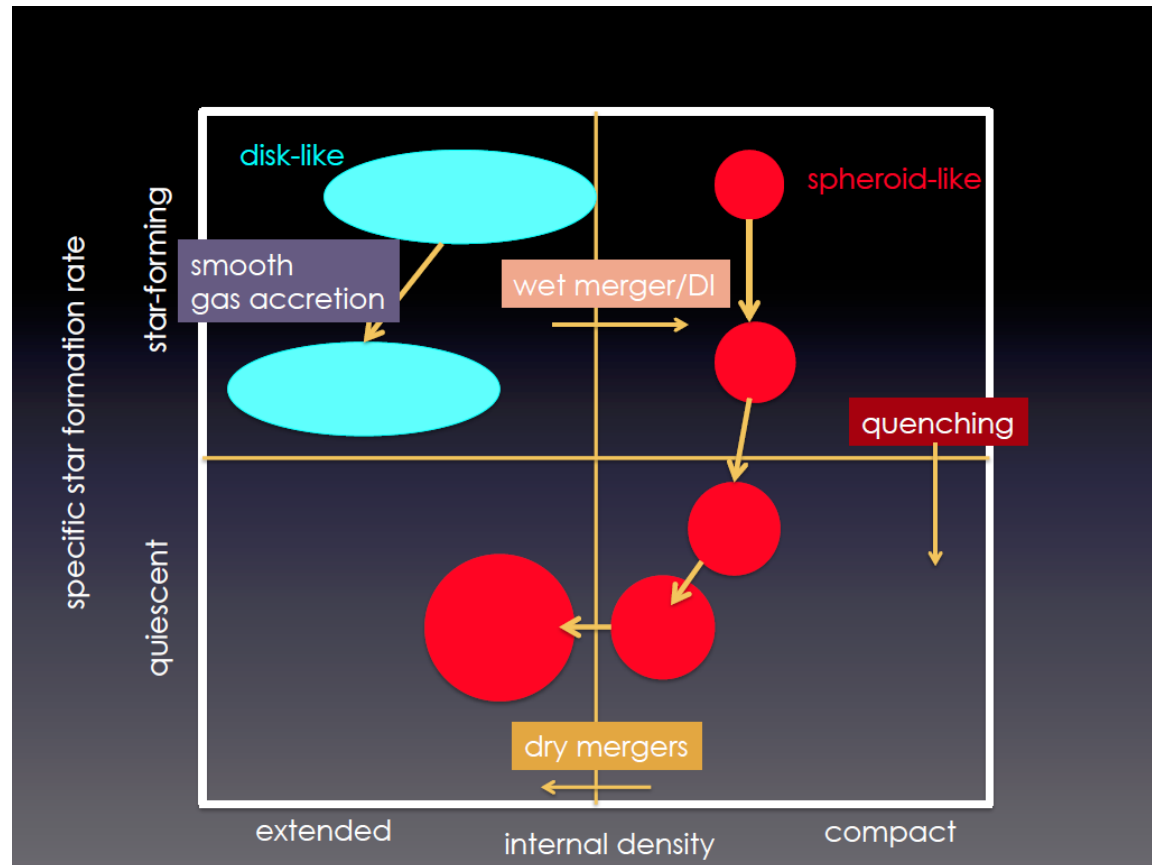 disk-like
spheroid-like
smooth
gas accretion
wet merger/DI
quenching
specific star formation rate
star-forming
quiescent
dry mergers
extended
internal density
compact